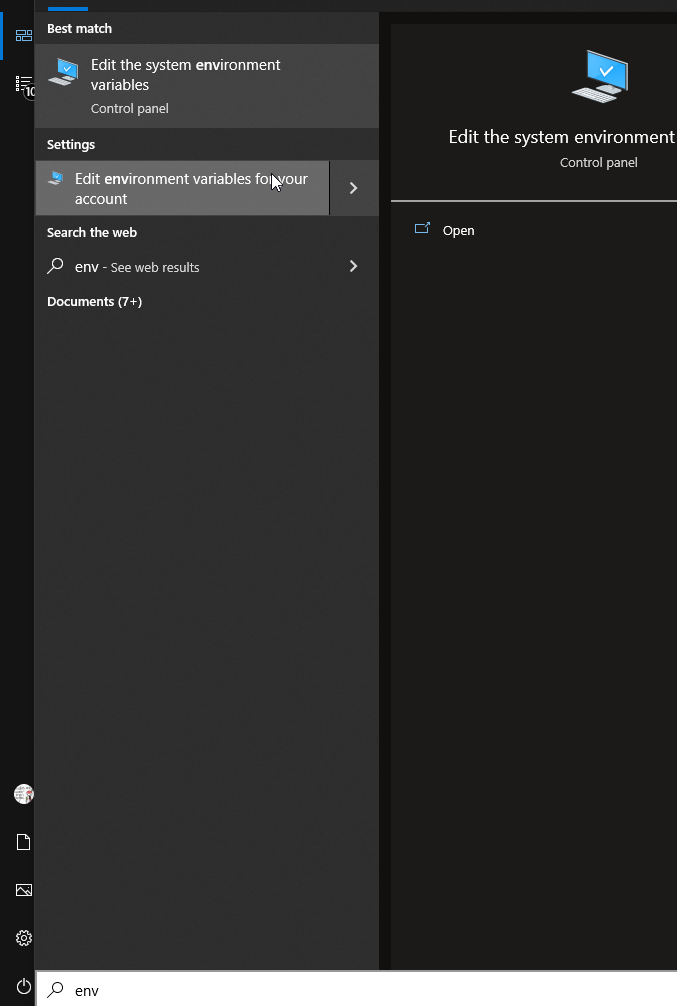 Best match
Edit the system environment
variables
Control panel
Settings
Edit environment variables for your
account
Search the web
env - See web results
Documents (7+)
Edit the system environment
Control panel
Open
10
env